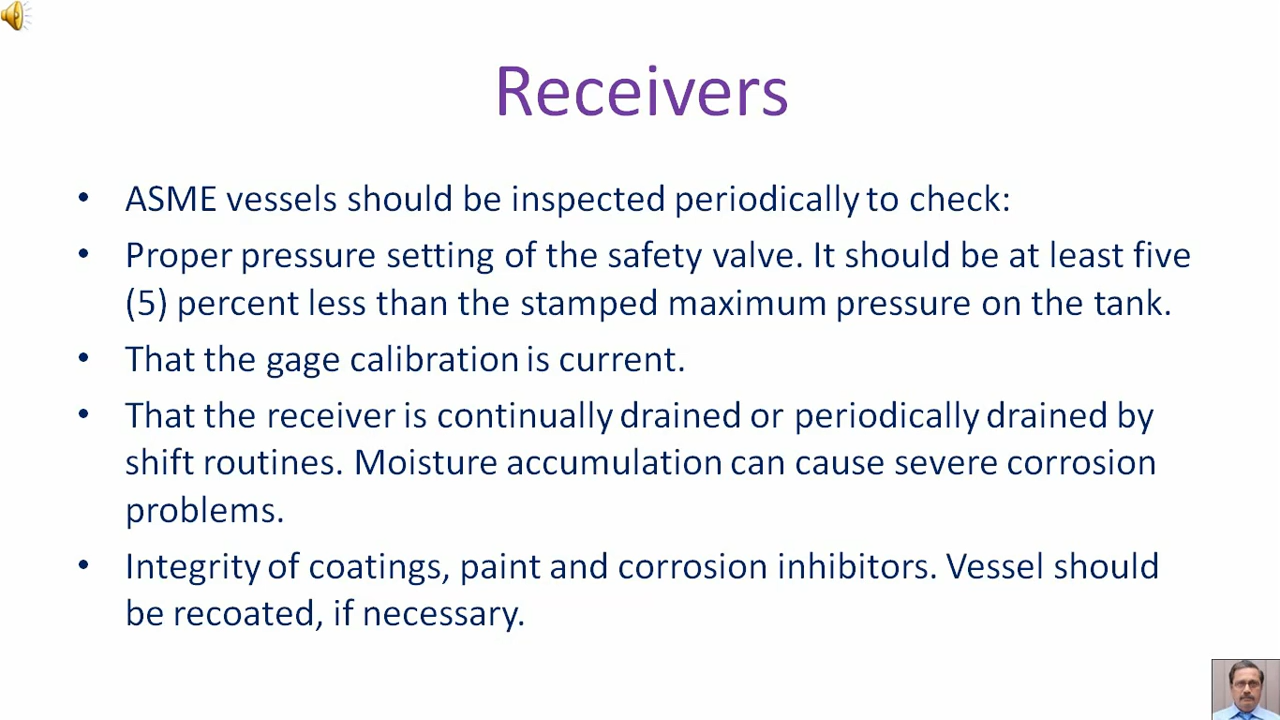 Receivers
• ASME vessels should be inspected periodically to check:
• Proper pressure setting of the safety valve. It should be at least five
(5) percent less than the stamped maximum pressure on the tank.
• That the gage calibration is current.
• That the receiver is continually drained or periodically drained by
shift routines. Moisture accumulation can cause severe corrosion
problems.
• Integrity of coatings, paint and corrosion inhibitors. Vessel should
be recoated, if necessary.